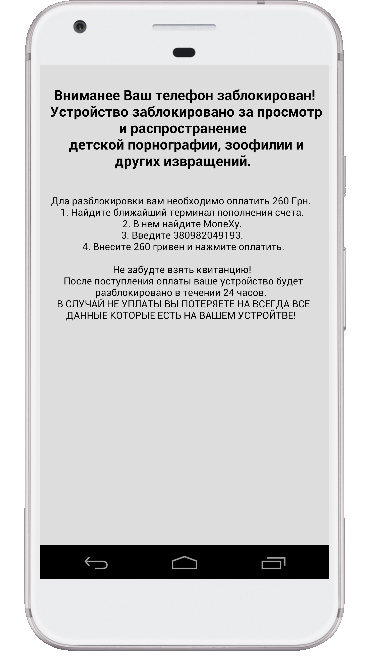 Вниманее Ваш телефон заблокирован!
Устройство заблокировано за просмотр
и распространение
детской порнографии, зоофилии и
других извращений.
Для разблокировки вам необходимо оплатить 260 Грн.
1. Найдите ближайший терминал пополнения счета.
2. В нем найдите MoneXy.
3. Введите 380982049193.
4. Внесите 260 гривен и нажмите оплатить.
Не забудте взять квитанцию!
После поступления оплаты ваше устройство будет
разблокировано в течении 24 часов.
В СЛУЧАЙ НЕ УПЛАТЫ ВЫ ПОТЕРЯЕТЕ НА ВСЕГДА ВСЕ
ДАННЫЕ КОТОРЫЕ ЕСТЬ НА ВАШЕМ УСТРОЙТВЕ!